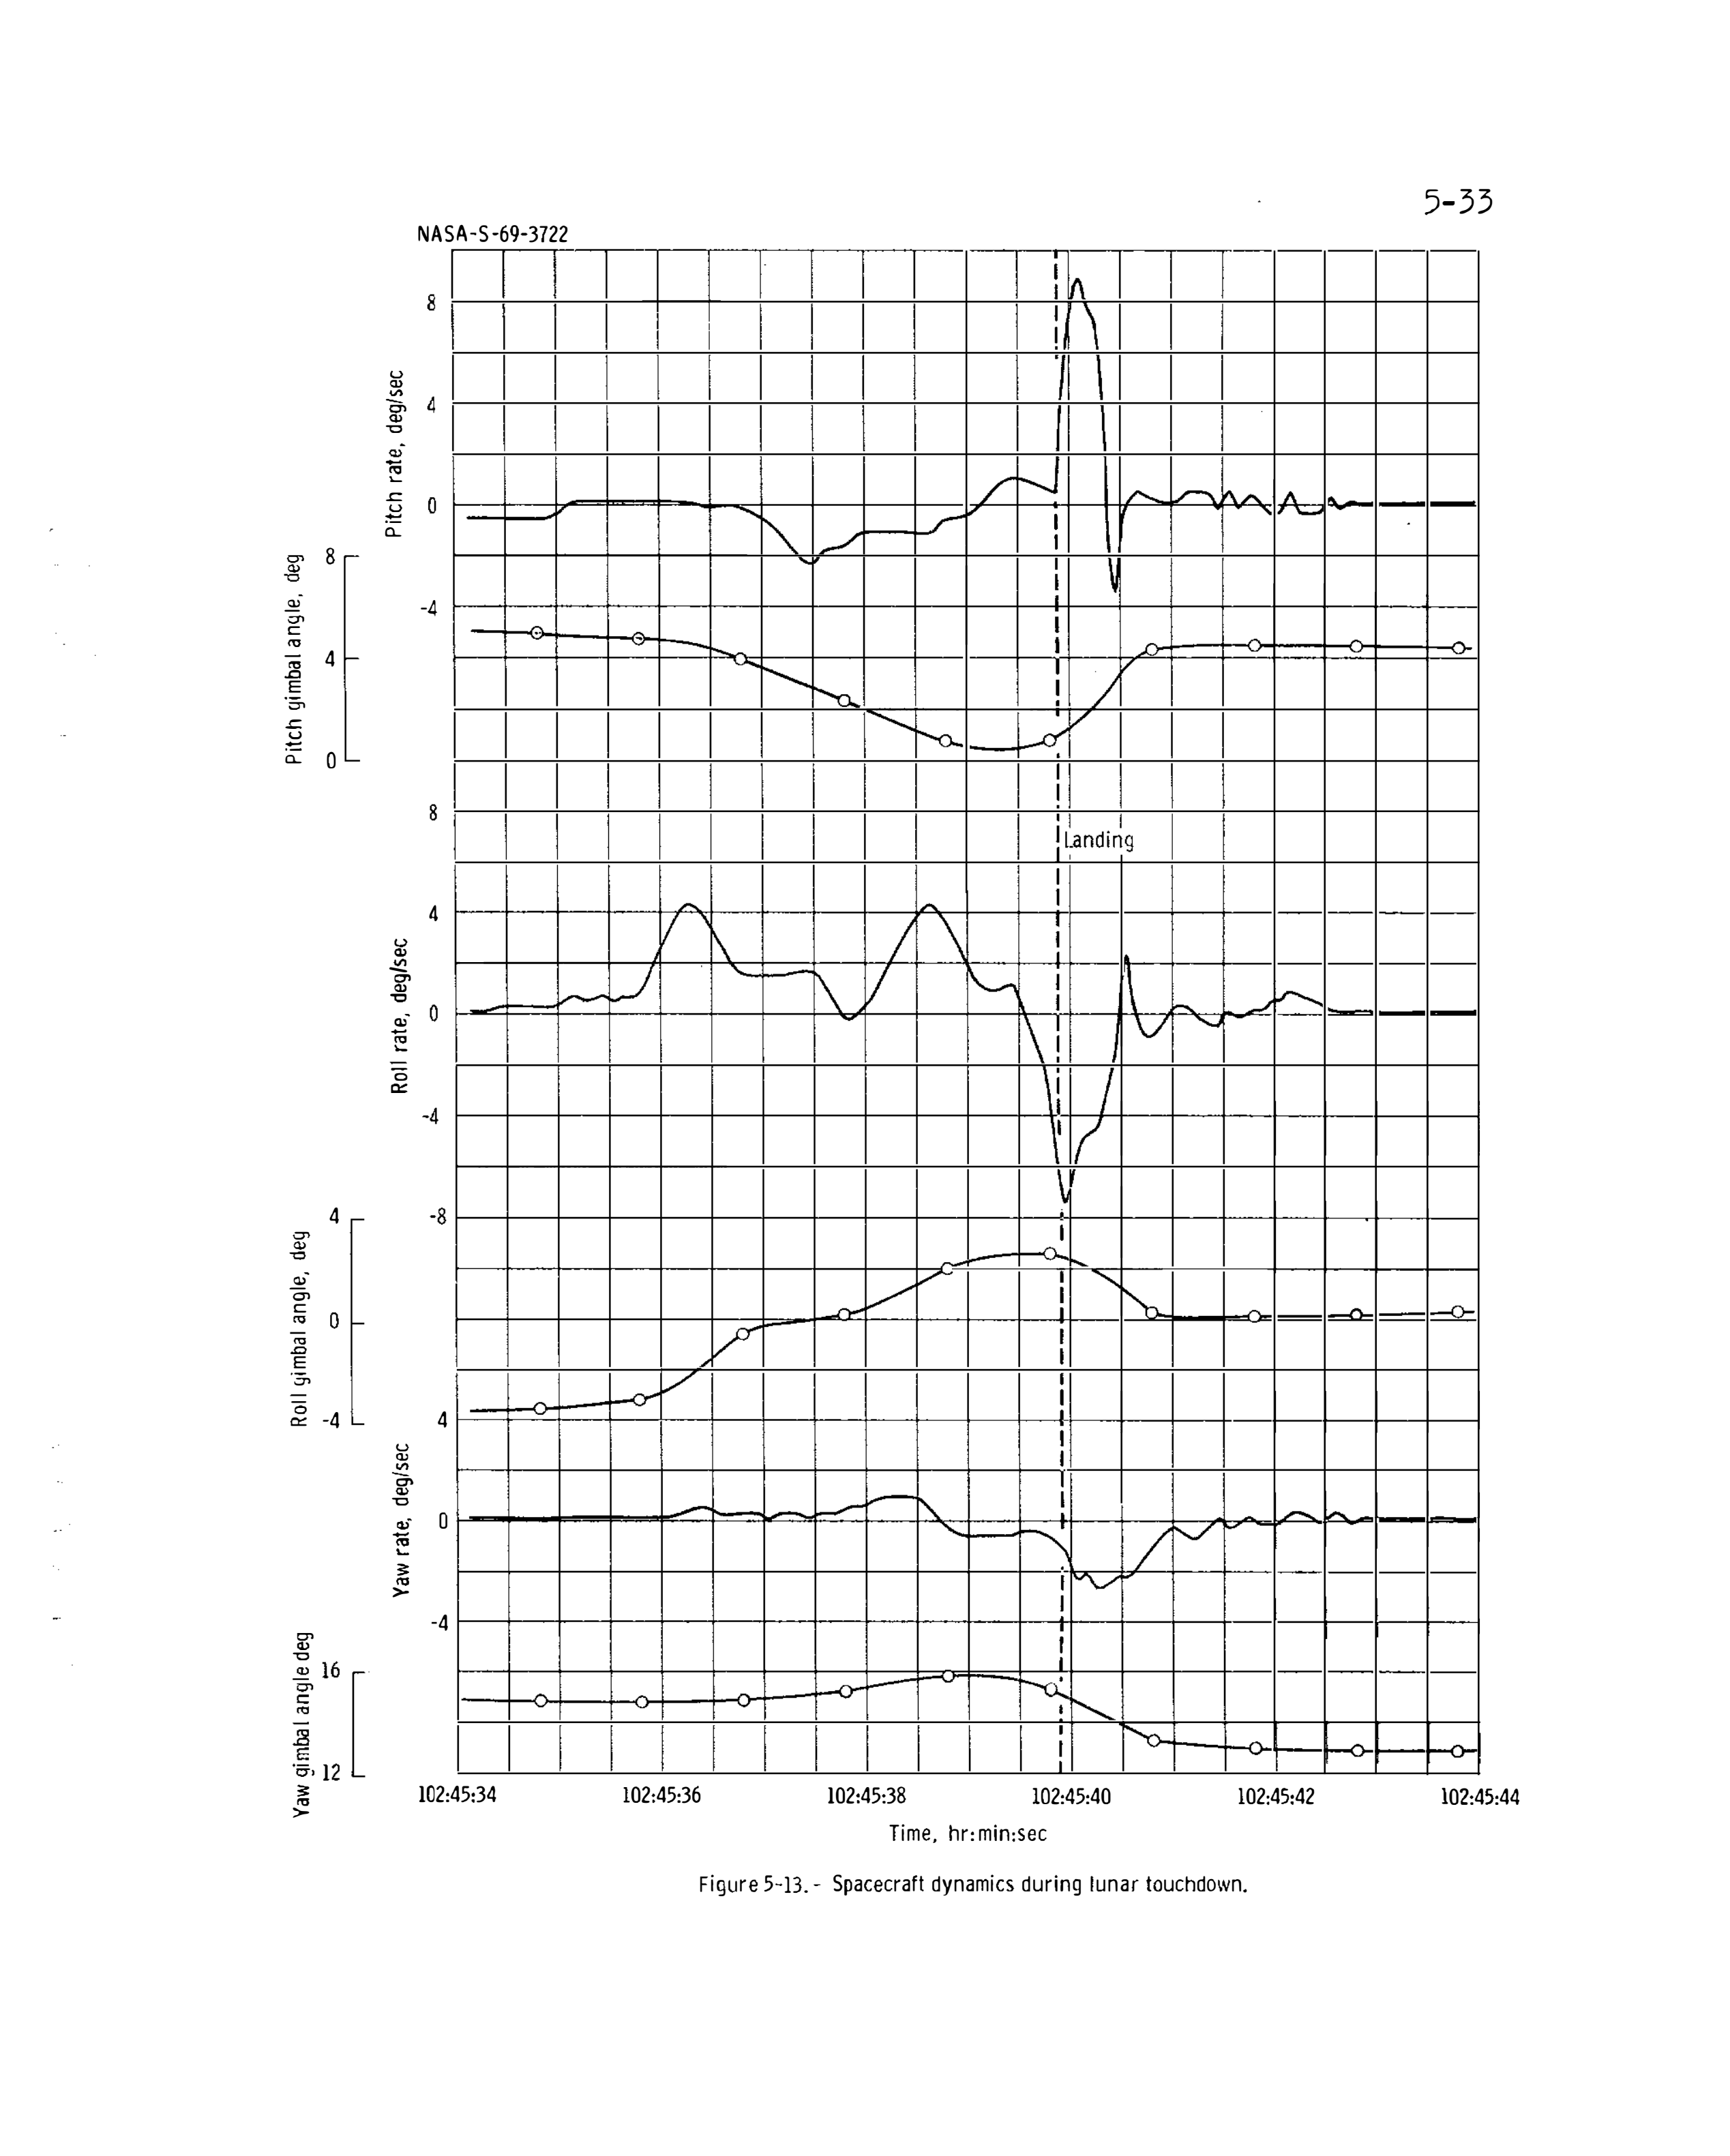 5-33
NASA-S-69-3722
Pitch rate, deg/sec
8
4
0
-4
Pitch gimbal angle, deg
8
4
0
Landing
Roll rate, deg/sec
8
4
0
-4
-8
Roll gimbal angle, deg
4
0
-4
Yaw rate, deg/sec
4
0
-4
Yaw gimbal angle deg
16
12
102:45:34 102:45:36 102:45:38 102:45:40 102:45:42 102:45:44
Time, hr:min:sec
Figure 5-13.- Spacecraft dynamics during lunar touchdown.